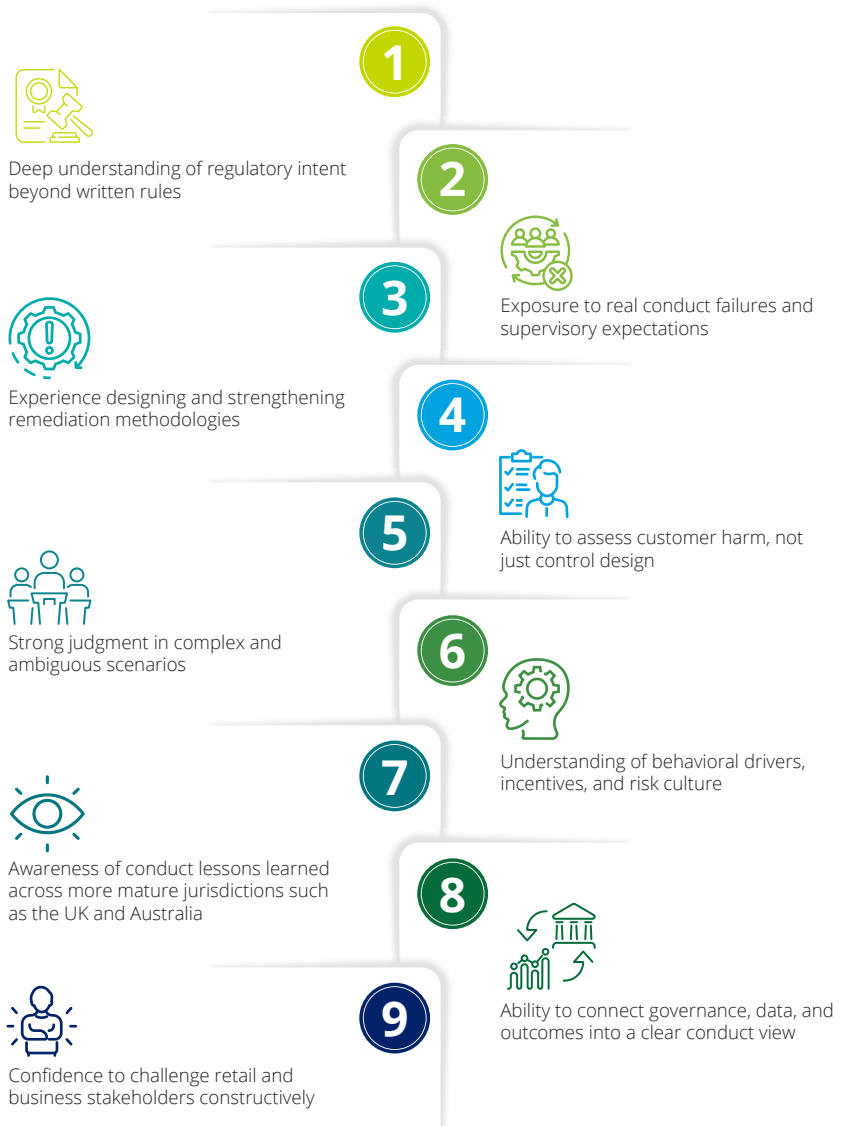 1
Deep understanding of regulatory intent
beyond written rules
2
Exposure to real conduct failures and
supervisory expectations
3
Experience designing and strengthening
remediation methodologies
4
Ability to assess customer harm, not
just control design
5
Strong judgment in complex and
ambiguous scenarios
6
Understanding of behavioral drivers,
incentives, and risk culture
7
Awareness of conduct lessons learned
across more mature jurisdictions such
as the UK and Australia
8
Ability to connect governance, data, and
outcomes into a clear conduct view
9
Confidence to challenge retail and
business stakeholders constructively